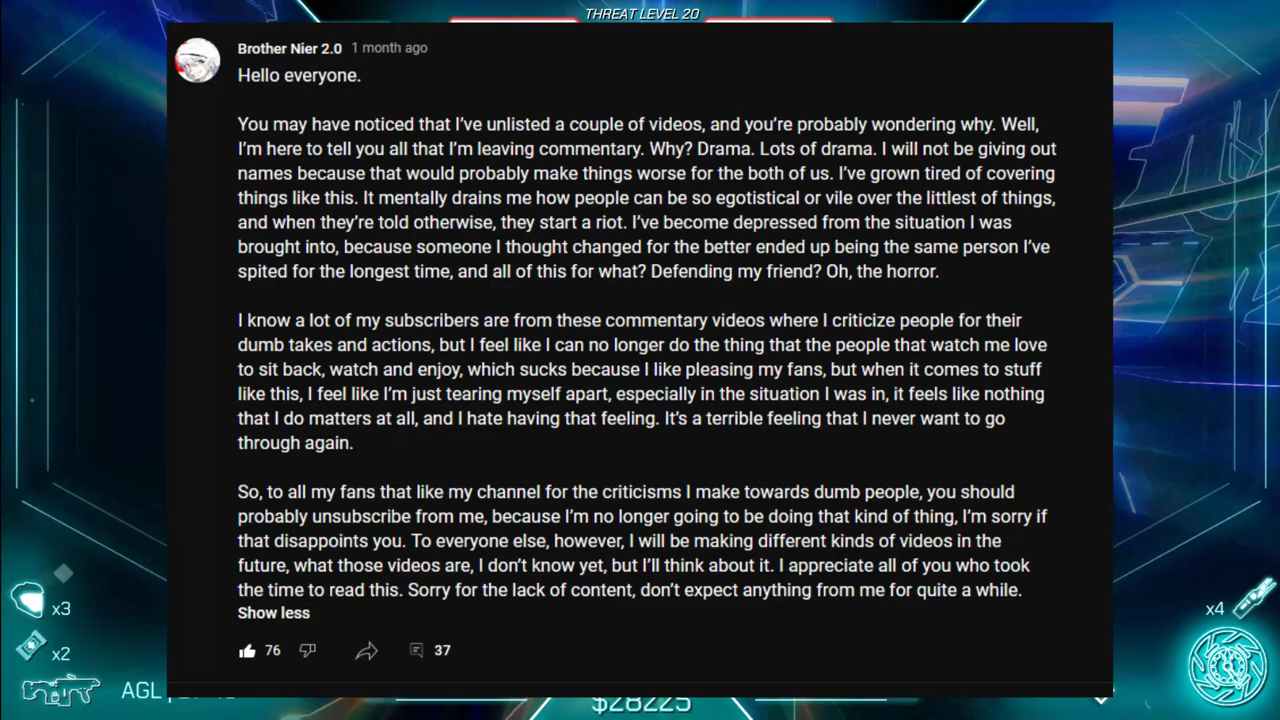 THREAT LEVEL 20
Brother Nier 2.0 1 month ago
Hello everyone.
You may have noticed that I've unlisted a couple of videos, and you're probably wondering why. Well,
I'm here to tell you all that I'm leaving commentary. Why? Drama. Lots of drama. I will not be giving out
names because that would probably make things worse for the both of us. I've grown tired of covering
things like this. It mentally drains me how people can be so egotistical or vile over the littlest of things,
and when they're told otherwise, they start a riot. I've become depressed from the situation I was
brought into, because someone I thought changed for the better ended up being the same person I've
spited for the longest time, and all of this for what? Defending my friend? Oh, the horror.
I know a lot of my subscribers are from these commentary videos where I criticize people for their
dumb takes and actions, but I feel like I can no longer do the thing that the people that watch me love
to sit back, watch and enjoy, which sucks because I like pleasing my fans, but when it comes to stuff
like this, I feel like I'm just tearing myself apart, especially in the situation I was in, it feels like nothing
that I do matters at all, and I hate having that feeling. It's a terrible feeling that I never want to go
through again.
So, to all my fans that like my channel for the criticisms I make towards dumb people, you should
probably unsubscribe from me, because I'm no longer going to be doing that kind of thing, I'm sorry if
that disappoints you. To everyone else, however, I will be making different kinds of videos in the
future, what those videos are, I don't know yet, but I'll think about it. I appreciate all of you who took
the time to read this. Sorry for the lack of content, don't expect anything from me for quite a while.
Show less
76 37
x3
x2
x4
AGL
$28225